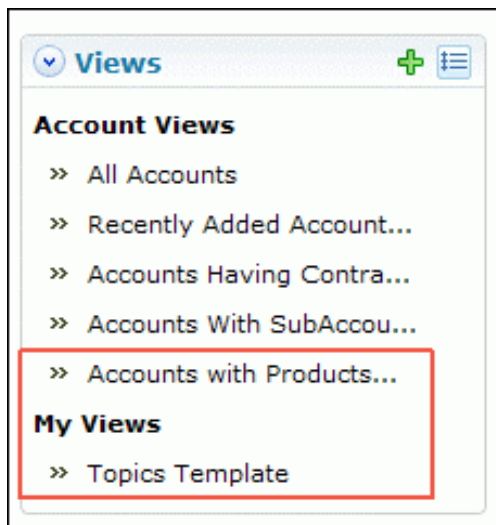 Views
Account Views
All Accounts
Recently Added Account...
Accounts Having Contra...
Accounts With SubAccou...
Accounts with Products...
My Views
Topics Template